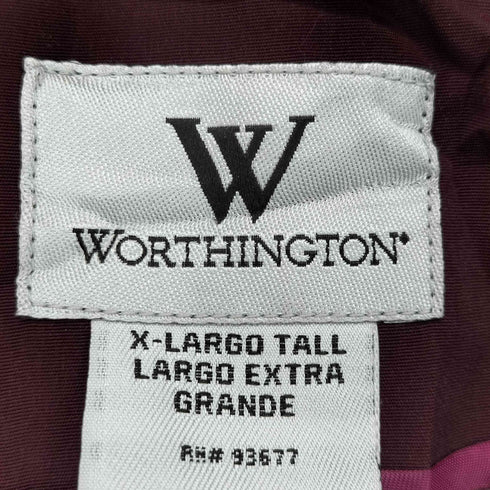 W
WORTHINGTON®
X-LARGO TALL
LARGO EXTRA
GRANDE
RN# 93677